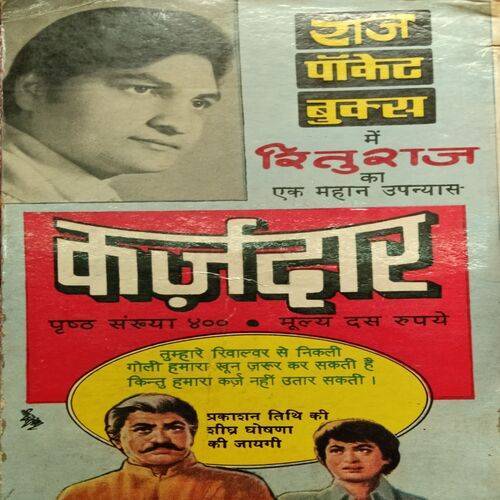 राज
पॉकेट
बुक्स
में
रितुराज
का
एक महान उपन्यास
कर्ज़दार
पृष्ठ संख्या ४०० • मूल्य दस रुपये
तुम्हारे रिवाल्वर से निकली
गोली हमारा खून ज़रूर कर सकती है
किन्तु हमारा कर्ज़ नहीं उतार सकती ।
प्रकाशन तिथि की
शीघ्र घोषणा
की जायगी